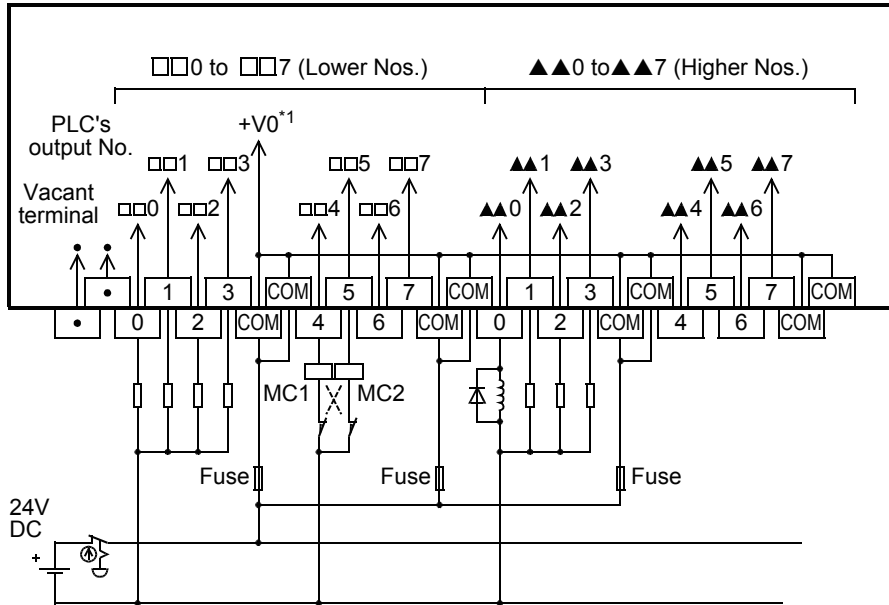 □□0 to □□7 (Lower Nos.) ▲▲0 to▲▲7 (Higher Nos.)
PLC's output No.
+V0*1
□□1 □□3 □□5 □□7 ▲▲1 ▲▲3 ▲▲5 ▲▲7
Vacant terminal
□□0 □□2 □□4 □□6 ▲▲0 ▲▲2 ▲▲4 ▲▲6
• •
• 1 3 COM 5 7 COM 1 3 COM 5 7 COM
• 0 2 COM 4 6 COM 0 2 COM 4 6 COM
MC1 MC2
Fuse Fuse Fuse
24V
DC
+